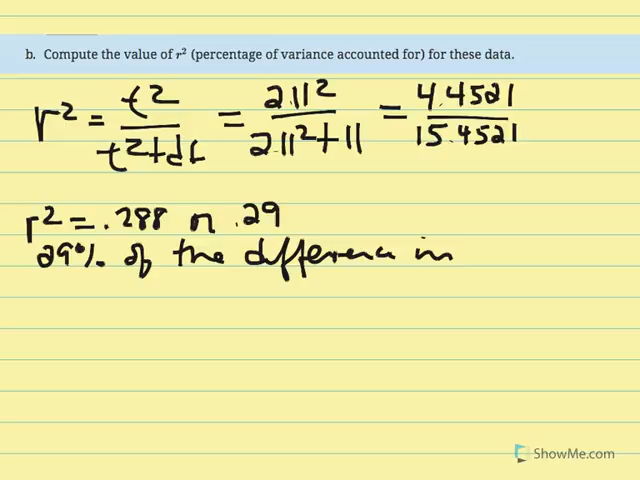 b. Compute the value of r² (percentage of variance accounted for) for these data.
r² = t² / t²+df = 2.11² / 2.11²+11 = 4.4521 / 15.4521
r² = .288 or .29
29% of the difference in
ShowMe.com